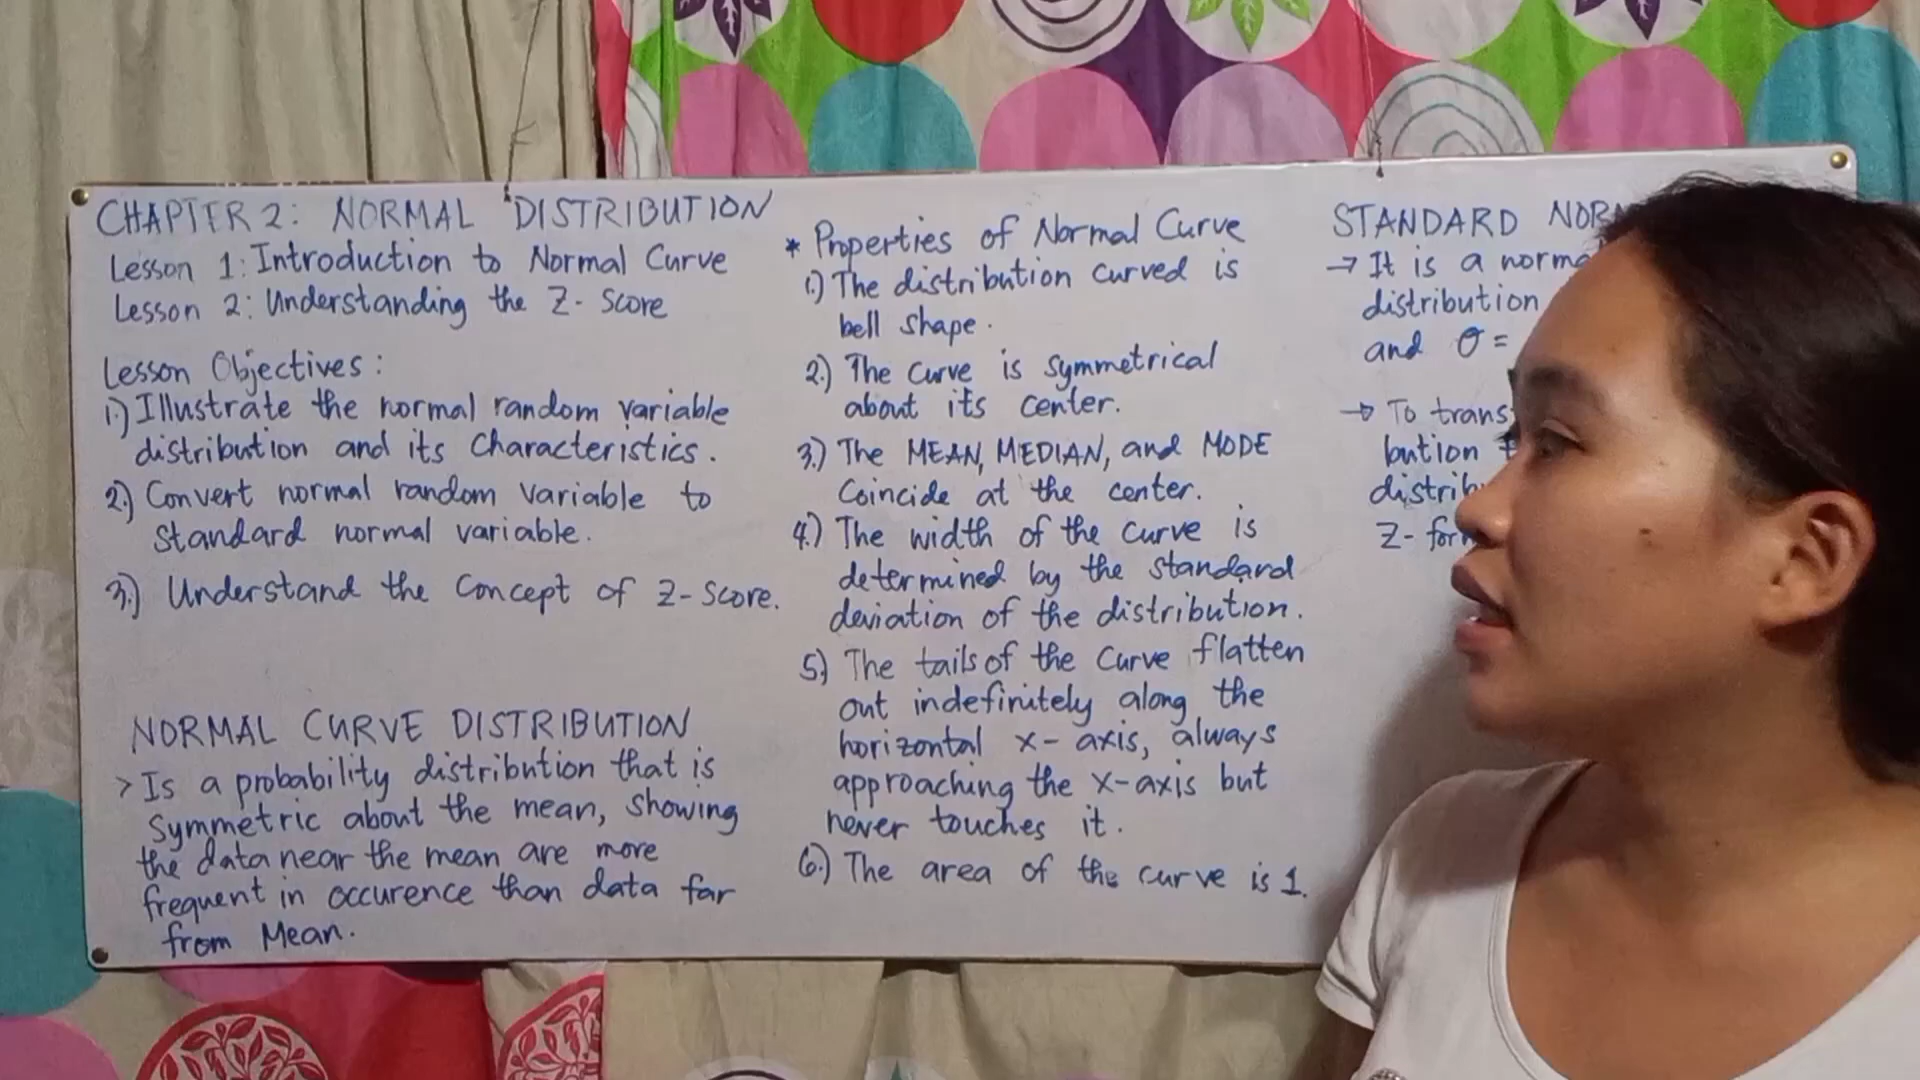 CHAPTER 2: NORMAL DISTRIBUTION
Lesson 1: Introduction to Normal Curve
Lesson 2: Understanding the Z-Score
Lesson Objectives:
1.) Illustrate the normal random variable
distribution and its characteristics.
2.) Convert normal random variable to
standard normal variable.
3.) Understand the concept of Z-Score.
NORMAL CURVE DISTRIBUTION
> Is a probability distribution that is
symmetric about the mean, showing
the data near the mean are more
frequent in occurence than data far
from Mean.
* Properties of Normal Curve
1.) The distribution curved is
bell shape.
2.) The curve is symmetrical
about its center.
3.) The MEAN, MEDIAN, and MODE
Coincide at the center.
4.) The width of the curve is
determined by the standard
deviation of the distribution.
5.) The tails of the curve flatten
out indefinitely along the
horizontal x-axis, always
approaching the x-axis but
never touches it.
6.) The area of the curve is 1.
STANDARD
→ It is a
distribution
and σ =
→ To
bution
Z-